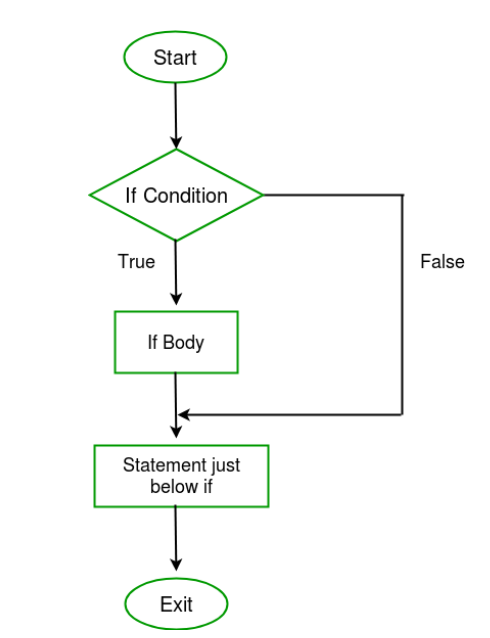 Start
If Condition
True
False
If Body
Statement just
below if
Exit